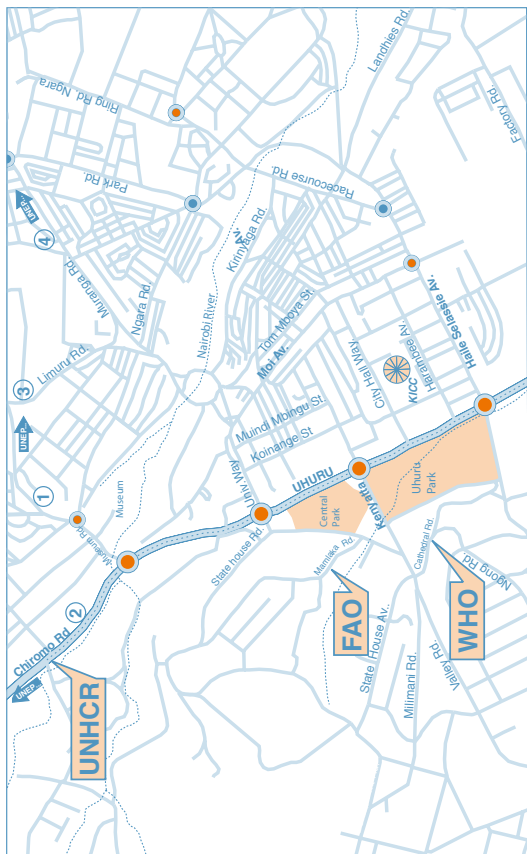 Landhies Rd.
Factory Rd.
Ring Rd. Ngara
Park Rd.
Racecourse Rd.
UNEP
4
Muranga Rd
Kirinyaga Rd.
Ngara Rd.
Nairobi River
Limuru Rd.
3
UNEP
Tom Mboya St.
Moi Av.
Haile Selassie Av.
Harambee Av.
KICC
City Hall Way
Muindi Mbingu St.
Koinange St
1
Museum
Museum Rd
Univ Way
UHURU
Kenyatta
Central
Park
Uhuru
Park
State house Rd.
Mamlaka Rd
Cathedral Rd.
Ngong Rd.
2
Chiromo Rd
UNEP
UNHCR
FAO
WHO
State House Av.
Milimani Rd.
Valley Rd.